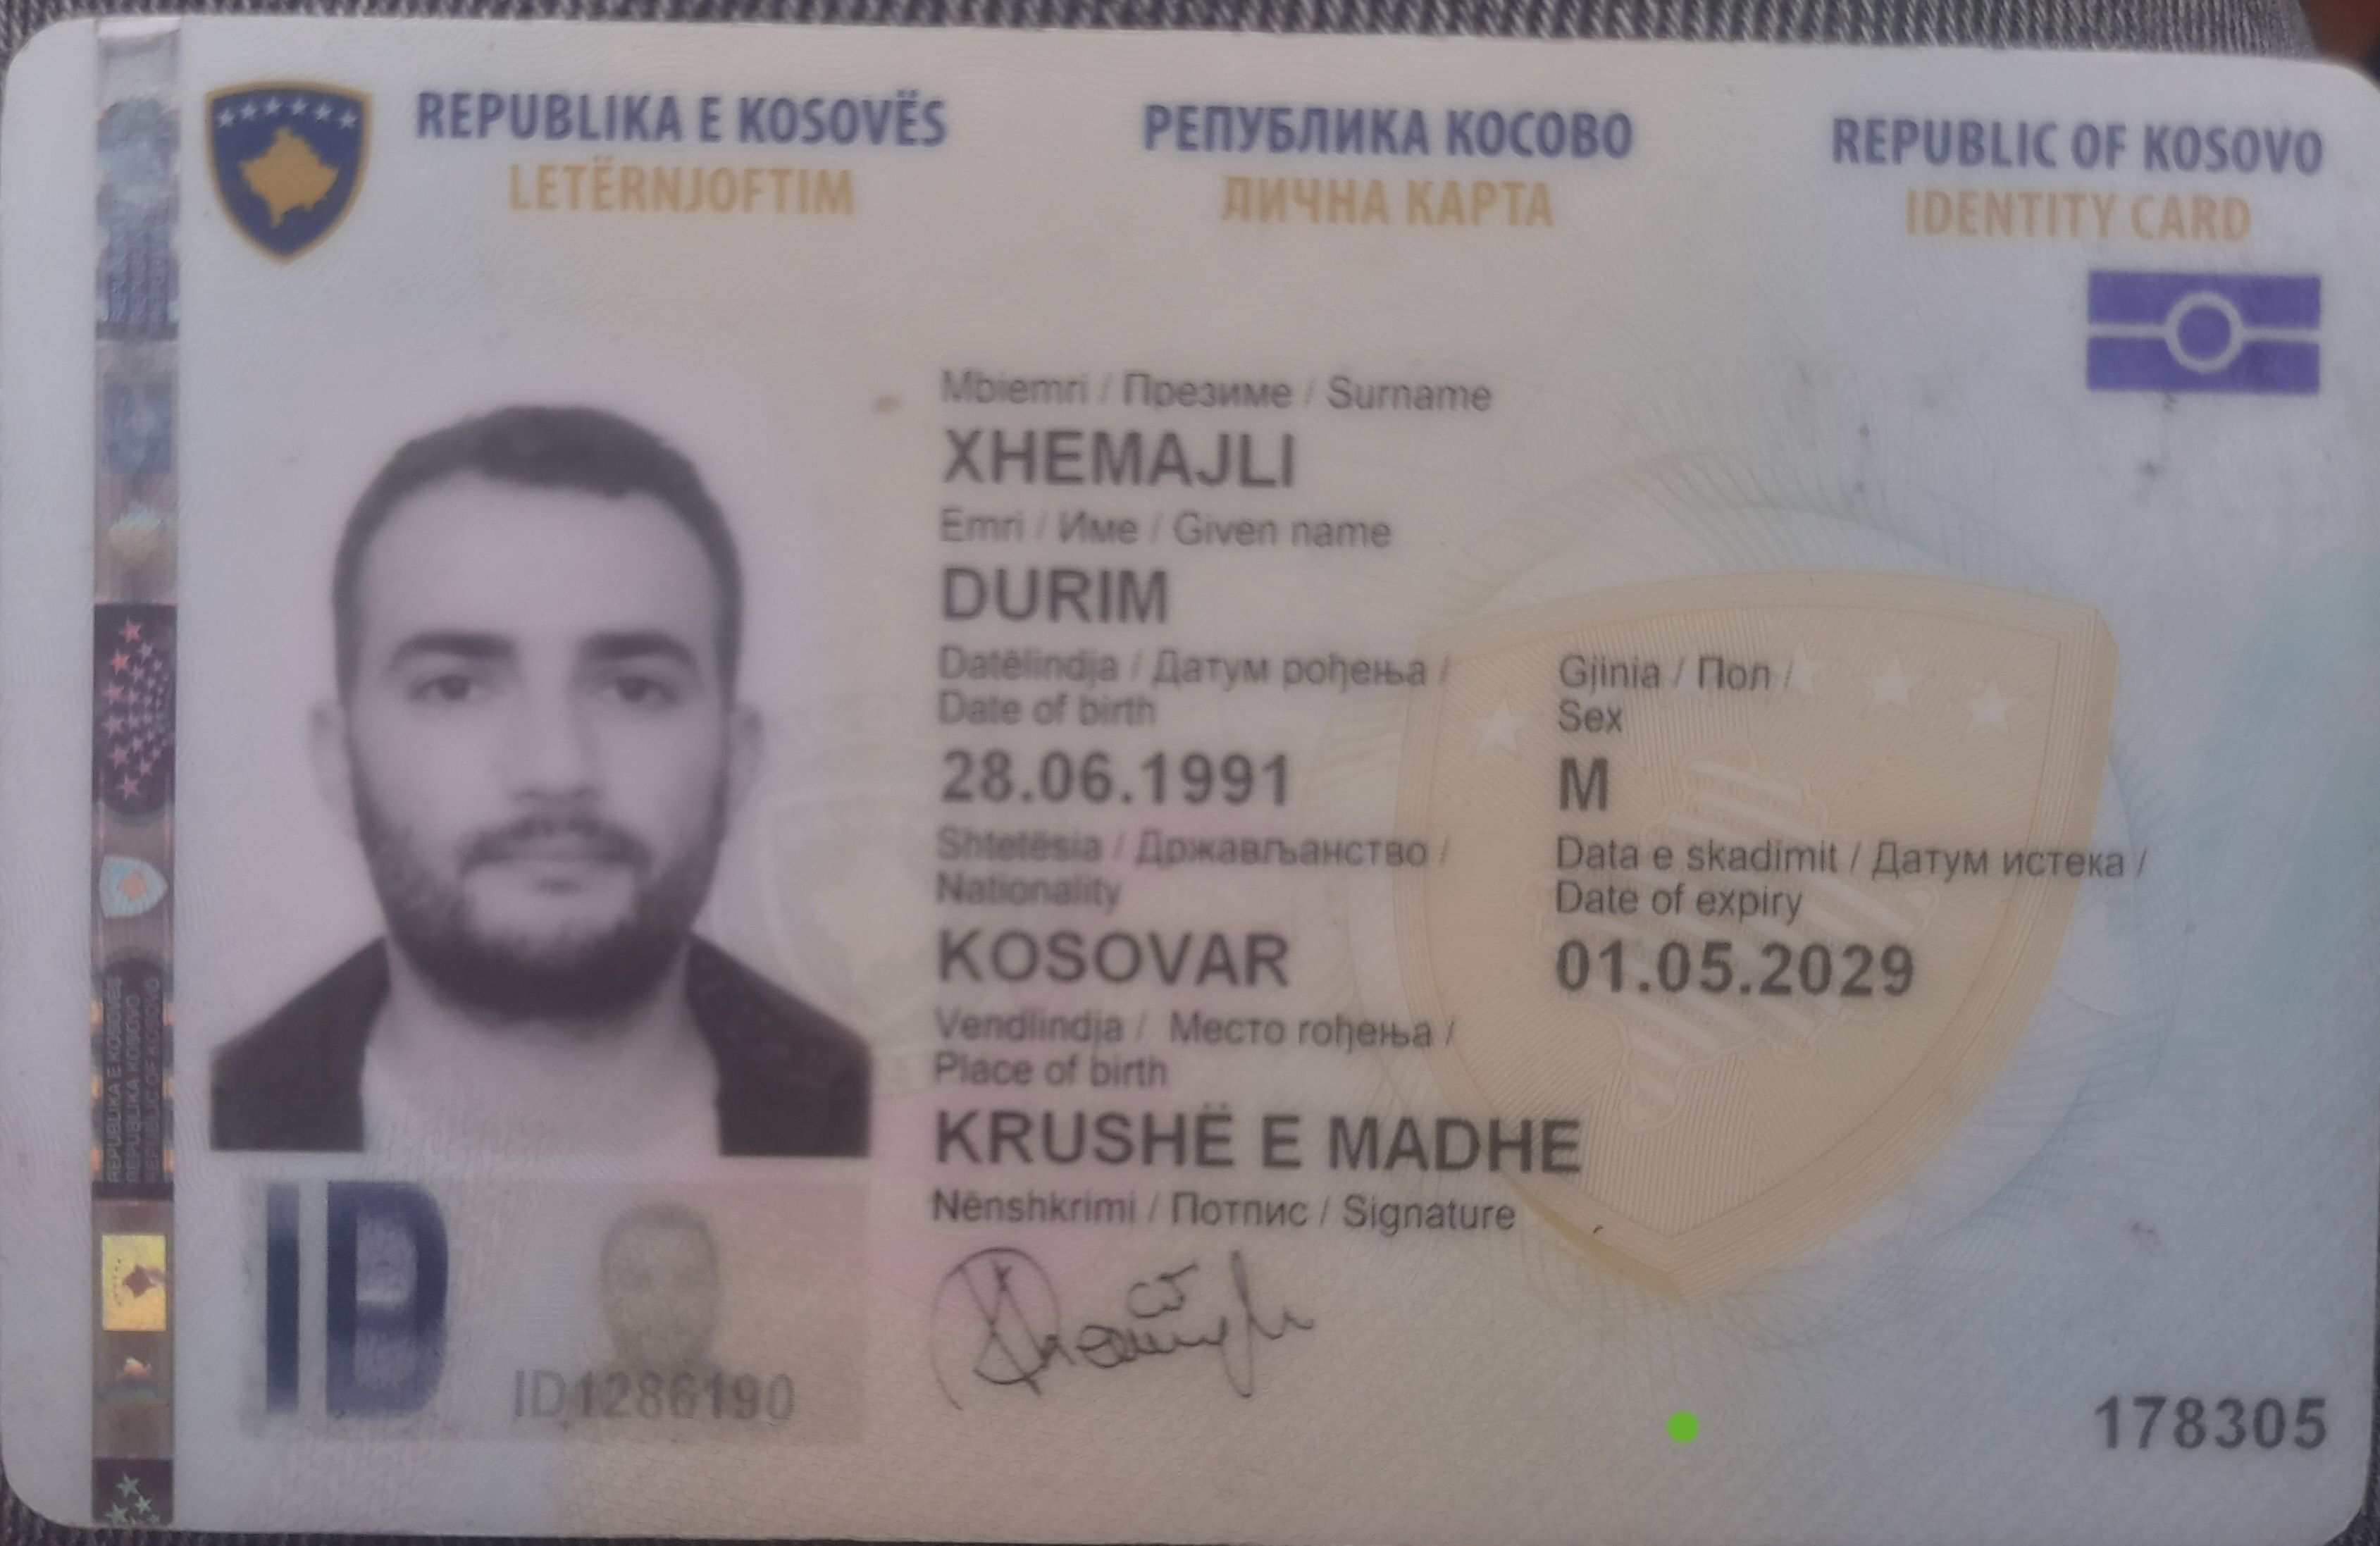 REPUBLIKA E KOSOVËS
LETËRNJOFTIM
РЕПУБЛИКА КОСОВО
ЛИЧНА КАРТА
REPUBLIC OF KOSOVO
IDENTITY CARD
Mbiemri / Презиме / Surname
XHEMAJLI
Emri / Име / Given name
DURIM
Datëlindja / Датум рођења /
Date of birth
28.06.1991
Gjinia / Пол /
Sex
M
Shtetësia / Држављанство /
Nationality
KOSOVAR
Data e skadimit / Датум истека /
Date of expiry
01.05.2029
Vendlindja / Место гођења /
Place of birth
KRUSHË E MADHE
Nënshkrimi / Потпис / Signature
ID
ID1286190
178305
REPUBLIKA E KOSOVËS
REPUBLIKA KOSOVO
REPUBLIC OF KOSOVO